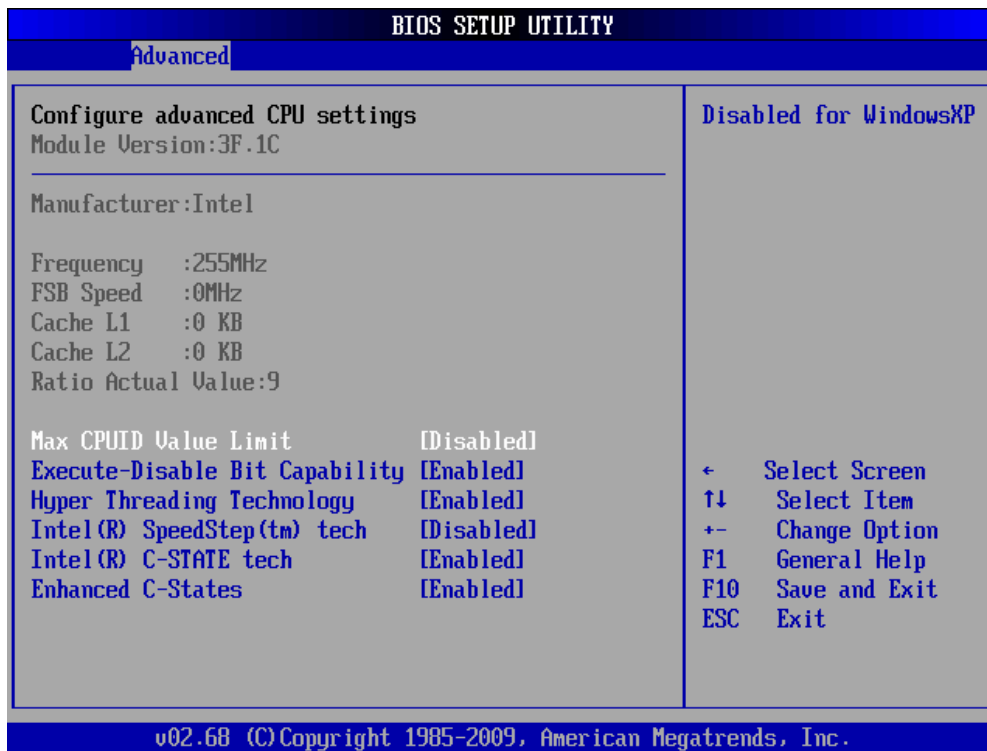 BIOS SETUP UTILITY
Advanced
Configure advanced CPU settings
Module Version:3F.1C
Manufacturer:Intel
Frequency :255MHz
FSB Speed :0MHz
Cache L1 :0 KB
Cache L2 :0 KB
Ratio Actual Value:9
Max CPUID Value Limit [Disabled]
Execute-Disable Bit Capability [Enabled]
Hyper Threading Technology [Enabled]
Intel(R) SpeedStep(tm) tech [Disabled]
Intel(R) C-STATE tech [Enabled]
Enhanced C-States [Enabled]
Disabled for WindowsXP
← Select Screen
↑↓ Select Item
+- Change Option
F1 General Help
F10 Save and Exit
ESC Exit
v02.68 (C)Copyright 1985-2009, American Megatrends, Inc.